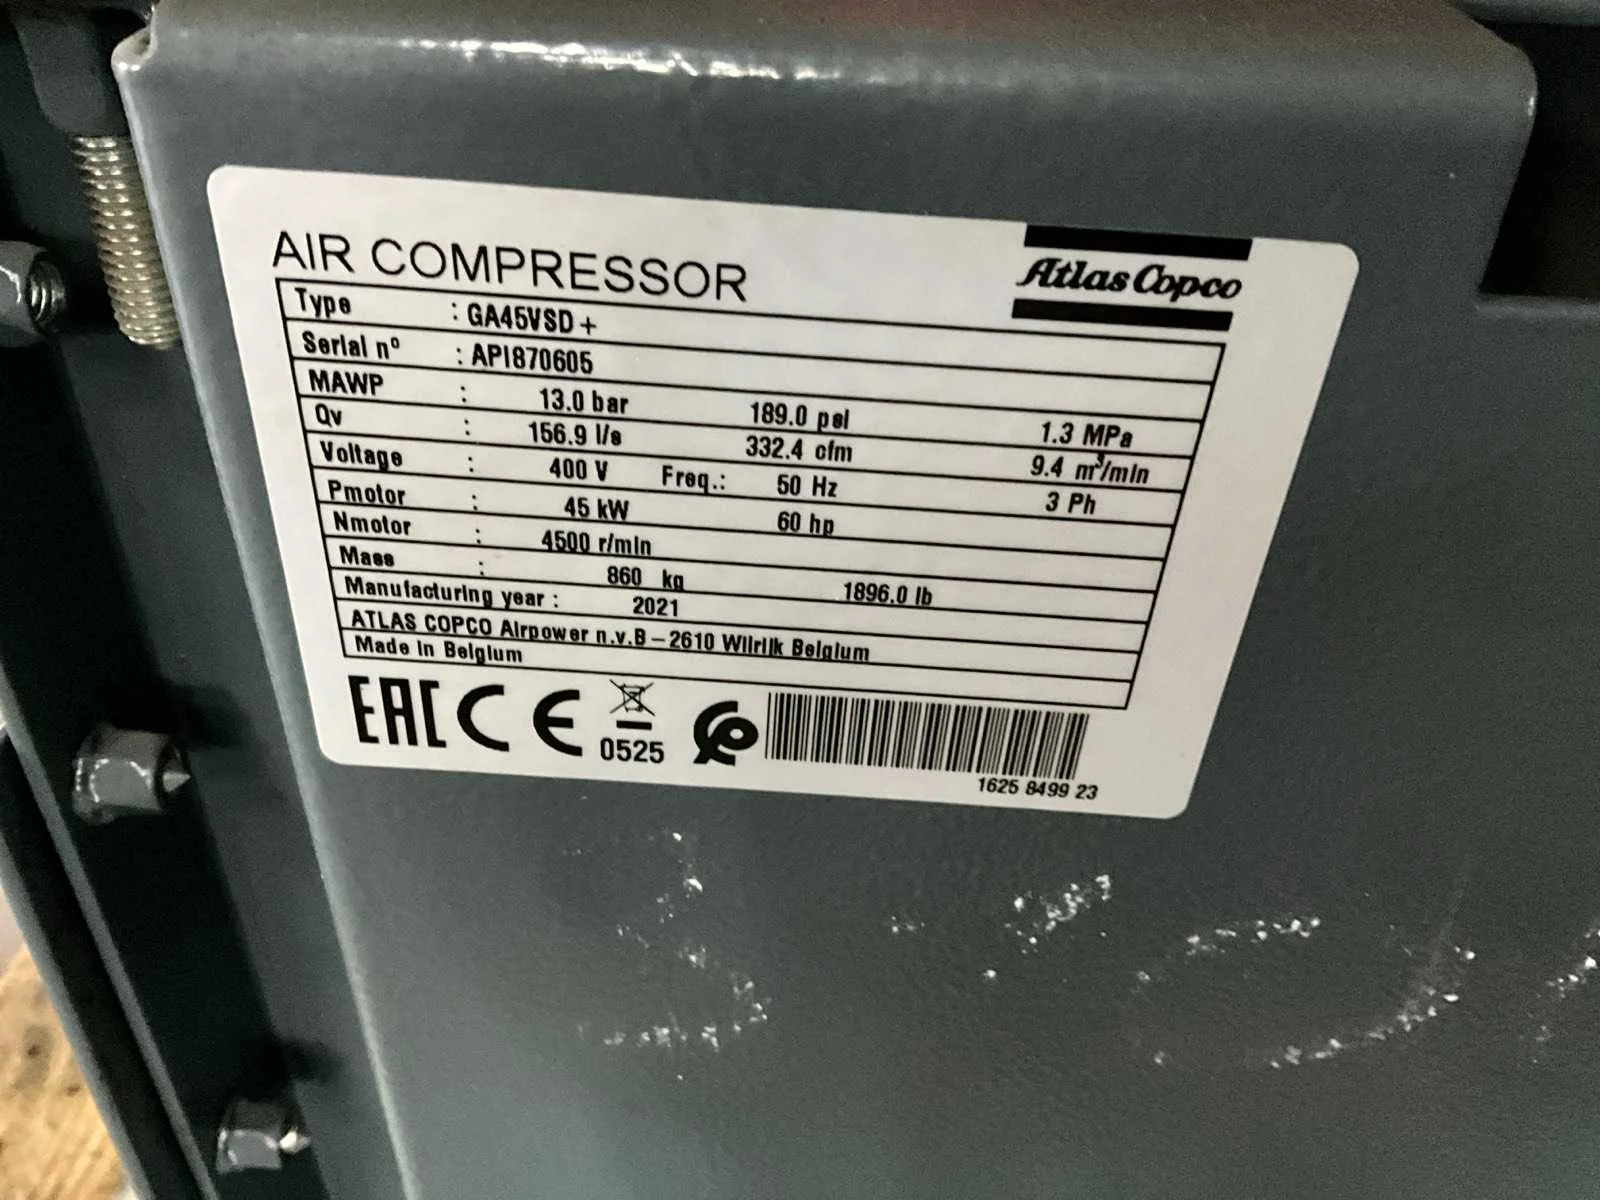 AIR COMPRESSOR
Atlas Copco
Type : GA45VSD+
Serial nº : API870605
MAWP : 13.0 bar 189.0 psi 1.3 MPa
Qv : 156.9 l/s 332.4 cfm 9.4 m³/min
Voltage : 400 V Freq.: 50 Hz 3 Ph
Pmotor : 45 kW 60 hp
Nmotor : 4500 r/min
Mass : 860 kg 1896.0 lb
Manufacturing year : 2021
ATLAS COPCO Airpower n.v.B – 2610 Wilrijk Belgium
Made in Belgium
EAC CE 0525
1625 8499 23